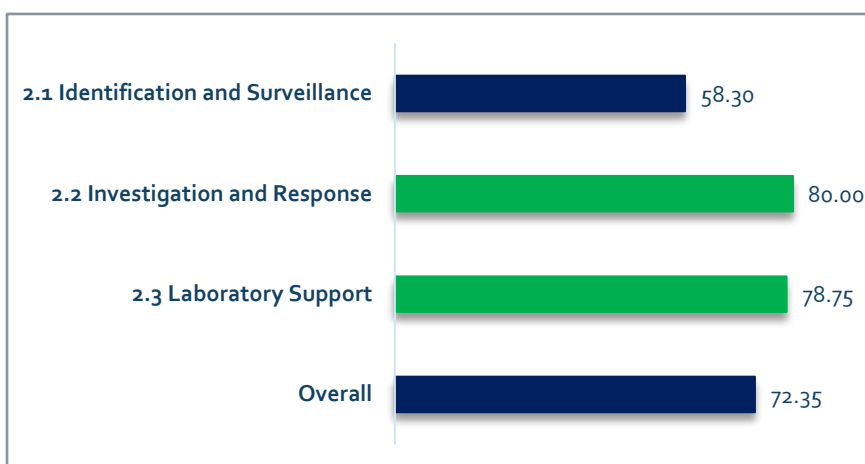 2.1 Identification and Surveillance 58.30
2.2 Investigation and Response 80.00
2.3 Laboratory Support 78.75
Overall 72.35